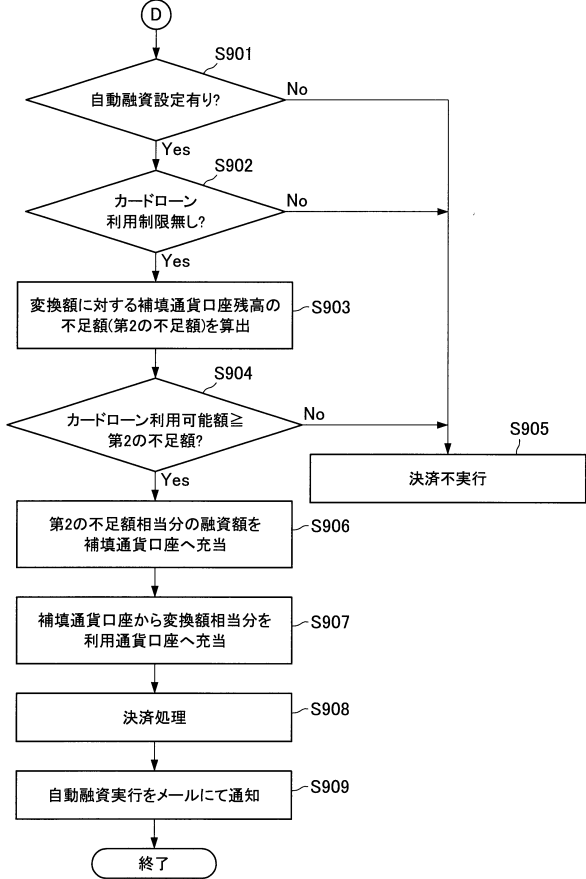 D
S901
自動融資設定有り?
No
Yes
S902
カードローン
利用制限無し?
No
Yes
変換額に対する補填通貨口座残高の
不足額(第2の不足額)を算出
S903
S904
カードローン利用可能額≧
第2の不足額?
No
Yes
S905
決済不実行
第2の不足額相当分の融資額を
補填通貨口座へ充当
S906
補填通貨口座から変換額相当分を
利用通貨口座へ充当
S907
決済処理
S908
自動融資実行をメールにて通知
S909
終了